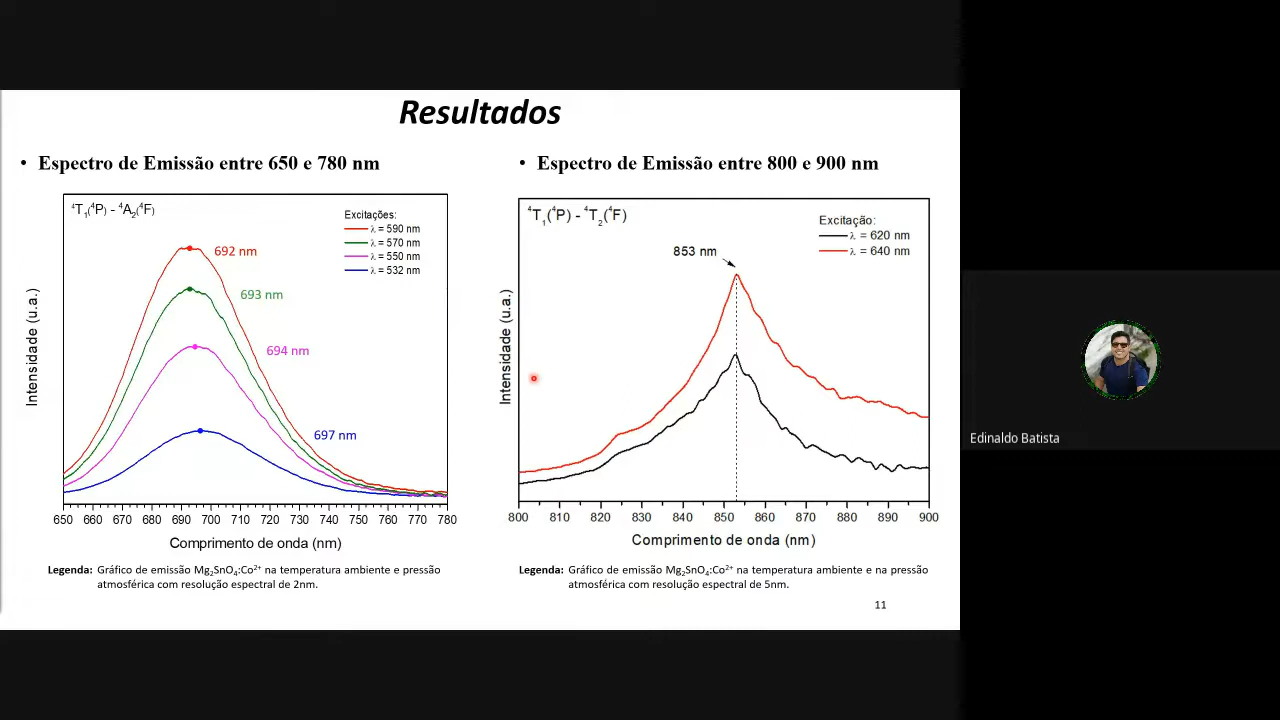 Resultados
• Espectro de Emissão entre 650 e 780 nm
⁴T₁(⁴P) - ⁴A₂(⁴F)
Excitações:
λ = 590 nm
λ = 570 nm
λ = 550 nm
λ = 532 nm
692 nm
693 nm
694 nm
697 nm
Intensidade (u.a.)
650 660 670 680 690 700 710 720 730 740 750 760 770 780
Comprimento de onda (nm)
Legenda: Gráfico de emissão Mg₂SnO₄:Co²⁺ na temperatura ambiente e pressão
atmosférica com resolução espectral de 2nm.
• Espectro de Emissão entre 800 e 900 nm
⁴T₁(⁴P) - ⁴T₂(⁴F)
Excitação:
λ = 620 nm
λ = 640 nm
853 nm
Intensidade (u.a.)
800 810 820 830 840 850 860 870 880 890 900
Comprimento de onda (nm)
Legenda: Gráfico de emissão Mg₂SnO₄:Co²⁺ na temperatura ambiente e na pressão
atmosférica com resolução espectral de 5nm.
11
Edinaldo Batista